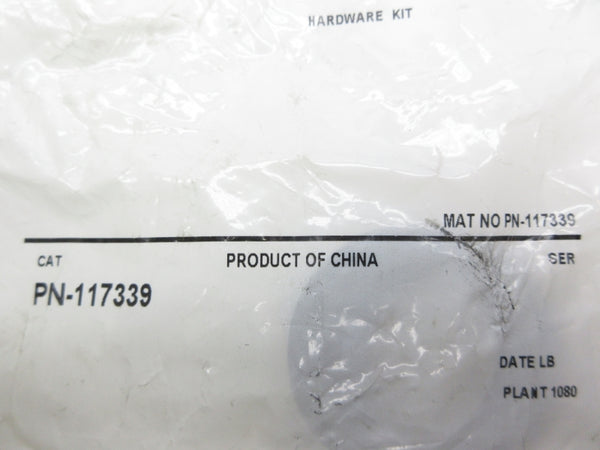 HARDWARE KIT
MAT NO PN-117339
CAT PRODUCT OF CHINA SER
PN-117339
DATE LB
PLANT 1080